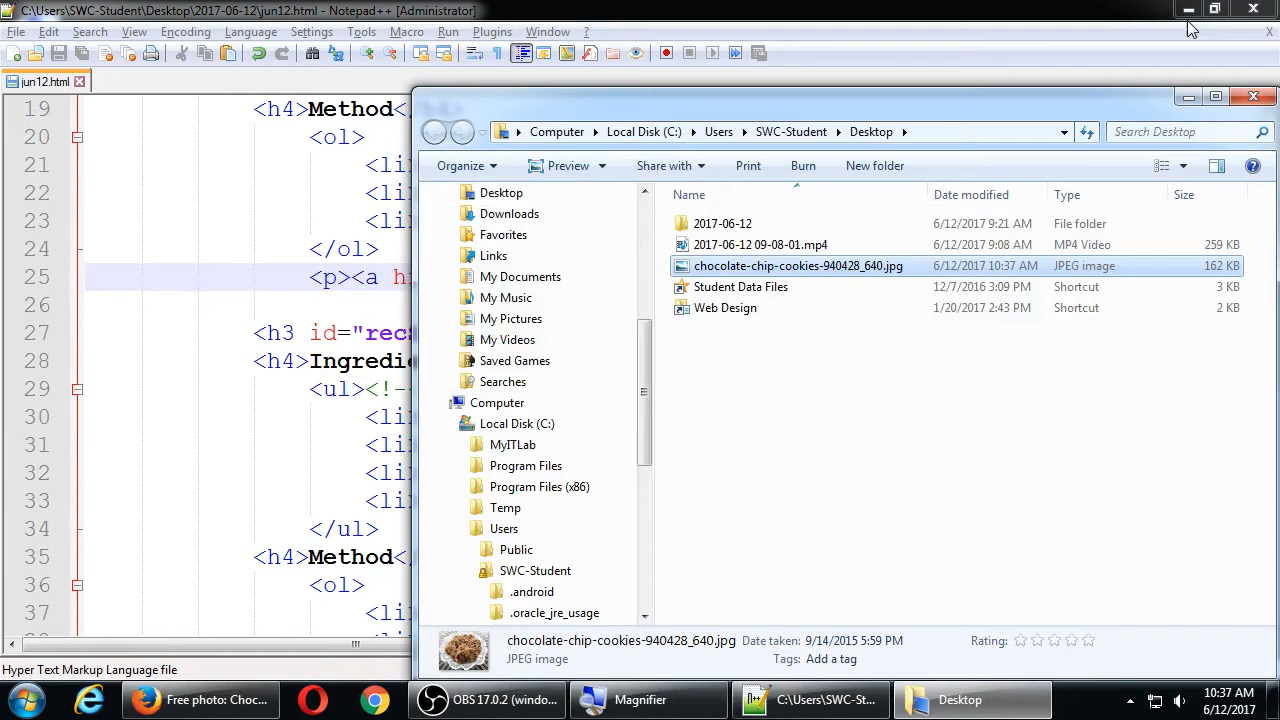 C:\Users\SWC-Student\Desktop\2017-06-12\jun12.html - Notepad++ [Administrator]
File Edit Search View Encoding Language Settings Tools Macro Run Plugins Window ? X
jun12.html
19 <h4>Method</
20 <ol>
21 <li>
22 <li>
23 <li>
24 </ol>
25 <p><a h
26
27 <h3 id="rec
28 <h4>Ingredie
29 <ul><!--
30 <li>
31 <li>
32 <li>
33 <li>
34 </ul>
35 <h4>Method</
36 <ol>
37 <li>
Hyper Text Markup Language file
Computer Local Disk (C:) Users SWC-Student Desktop
Search Desktop
Organize Preview Share with Print Burn New folder
Desktop
Downloads
Favorites
Links
My Documents
My Music
My Pictures
My Videos
Saved Games
Searches
Computer
Local Disk (C:)
MyITLab
Program Files
Program Files (x86)
Temp
Users
Public
SWC-Student
.android
.oracle_jre_usage
Name Date modified Type Size
2017-06-12 6/12/2017 9:21 AM File folder
2017-06-12 09-08-01.mp4 6/12/2017 9:08 AM MP4 Video 259 KB
chocolate-chip-cookies-940428_640.jpg 6/12/2017 10:37 AM JPEG image 162 KB
Student Data Files 12/7/2016 3:09 PM Shortcut 3 KB
Web Design 1/20/2017 2:43 PM Shortcut 2 KB
chocolate-chip-cookies-940428_640.jpg Date taken: 9/14/2015 5:59 PM Rating:
JPEG image Tags: Add a tag
Free photo: Choc... OBS 17.0.2 (windo... Magnifier C:\Users\SWC-St... Desktop
10:37 AM
6/12/2017